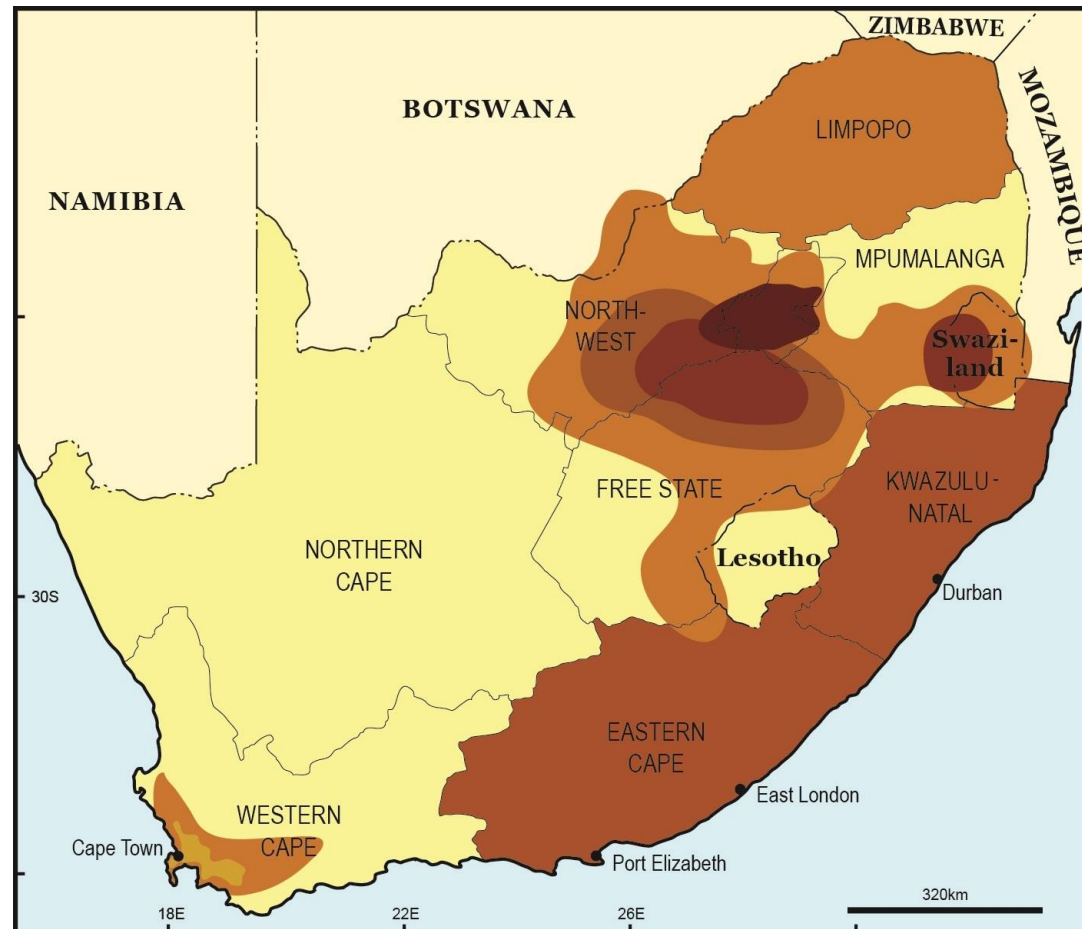 ZIMBABWE
BOTSWANA
LIMPOPO
MOZAMBIQUE
NAMIBIA
MPUMALANGA
NORTH-
WEST
Swazi-
land
FREE STATE
KWAZULU-
NATAL
NORTHERN
CAPE
Lesotho
30S
Durban
EASTERN
CAPE
East London
WESTERN
CAPE
Cape Town
Port Elizabeth
320km
18E
22E
26E